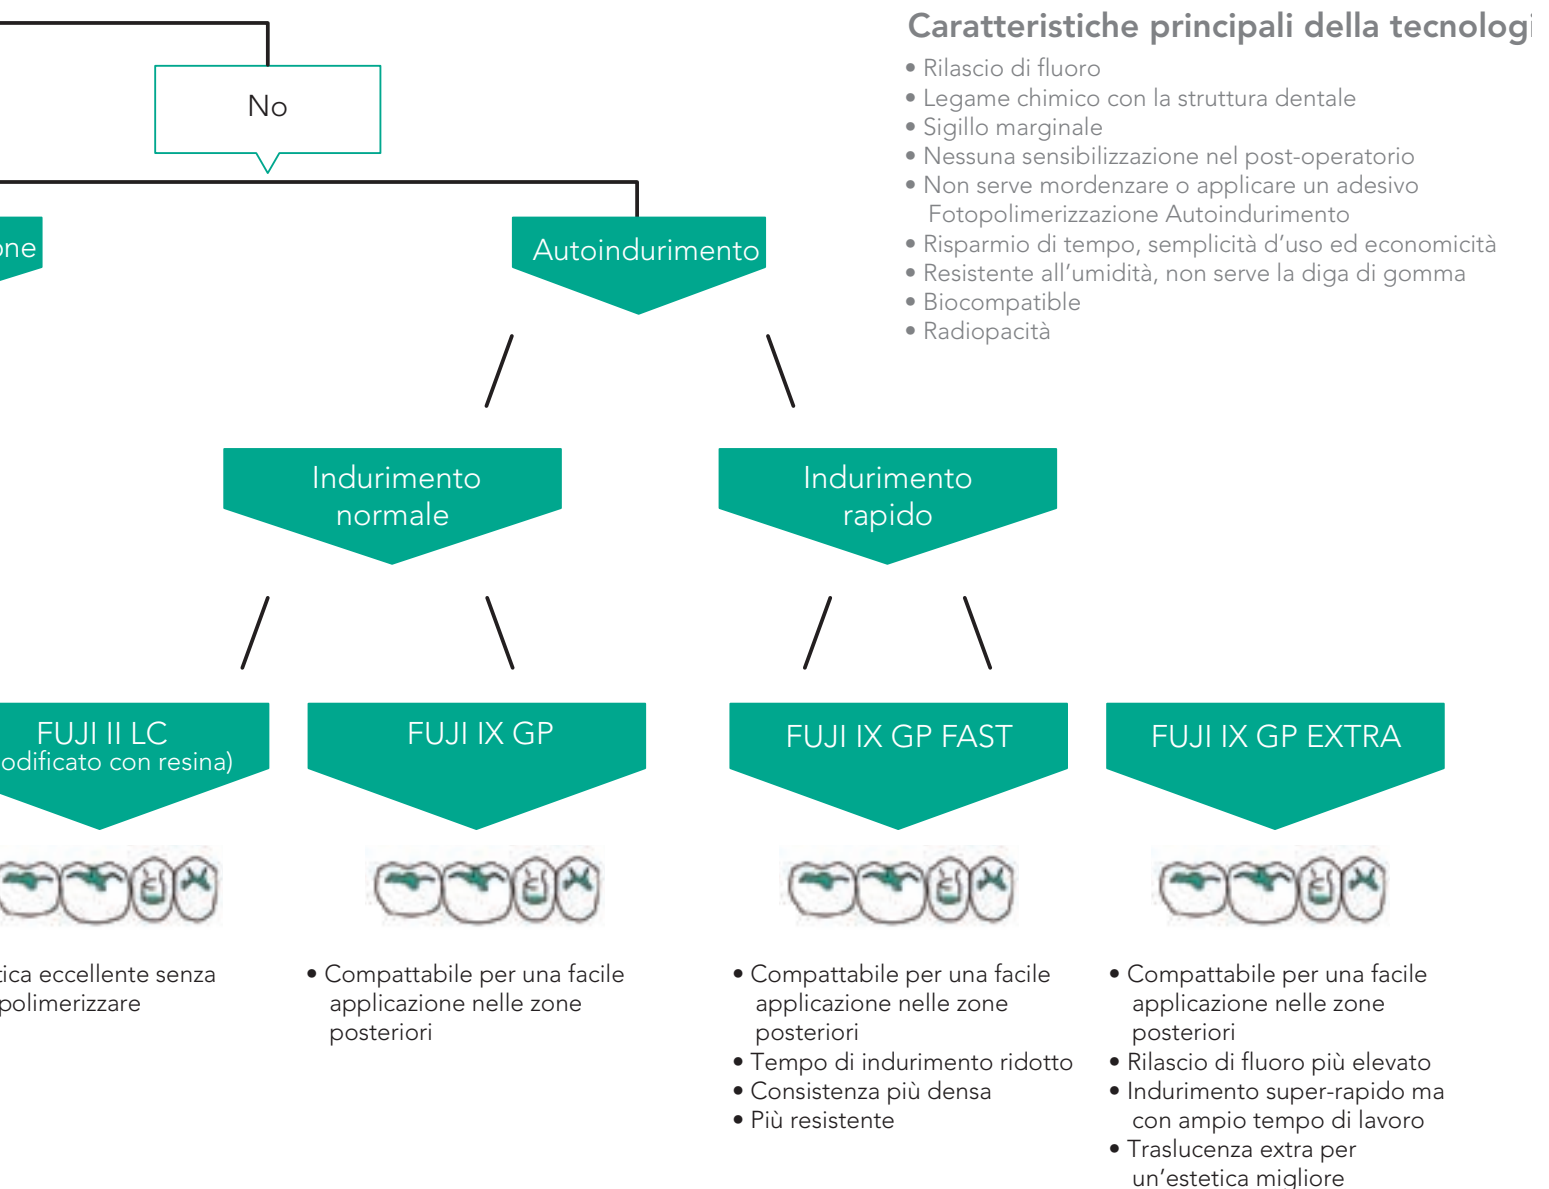 Caratteristiche principali della tecnologi
• Rilascio di fluoro
• Legame chimico con la struttura dentale
• Sigillo marginale
• Nessuna sensibilizzazione nel post-operatorio
• Non serve mordenzare o applicare un adesivo
Fotopolimerizzazione Autoindurimento
• Risparmio di tempo, semplicità d'uso ed economicità
• Resistente all'umidità, non serve la diga di gomma
• Biocompatible
• Radiopacità
No
one
Autoindurimento
Indurimento
normale
Indurimento
rapido
FUJI II LC
odificato con resina)
FUJI IX GP
FUJI IX GP FAST
FUJI IX GP EXTRA
tica eccellente senza
polimerizzare
• Compattabile per una facile
applicazione nelle zone
posteriori
• Compattabile per una facile
applicazione nelle zone
posteriori
• Tempo di indurimento ridotto
• Consistenza più densa
• Più resistente
• Compattabile per una facile
applicazione nelle zone
posteriori
• Rilascio di fluoro più elevato
• Indurimento super-rapido ma
con ampio tempo di lavoro
• Traslucenza extra per
un'estetica migliore